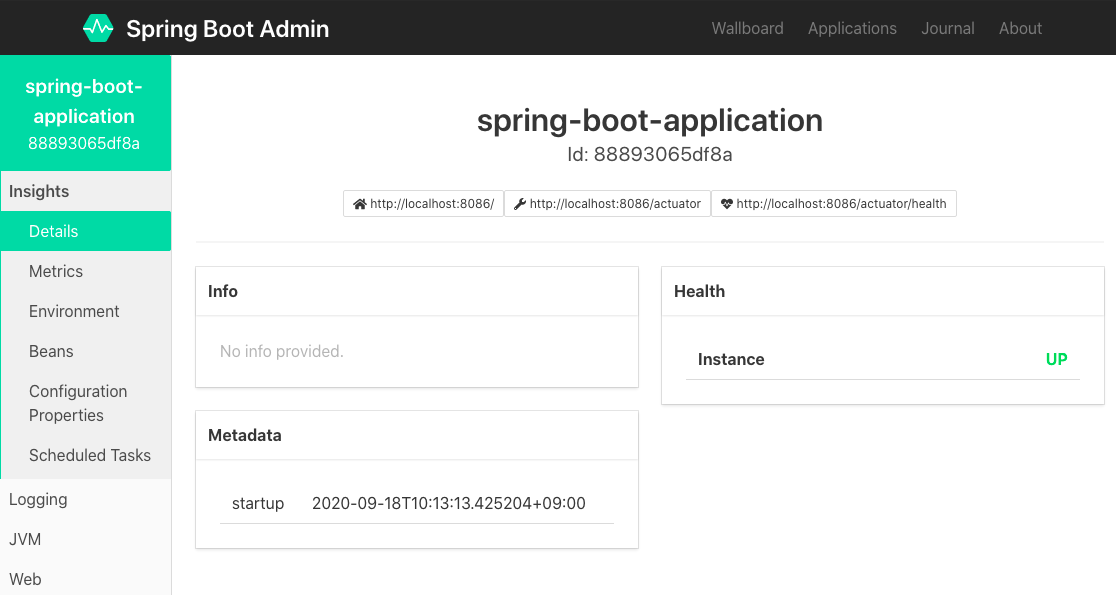 Spring Boot Admin
Wallboard Applications Journal About
spring-boot-
application
88893065df8a
Insights
Details
Metrics
Environment
Beans
Configuration
Properties
Scheduled Tasks
Logging
JVM
Web
spring-boot-application
Id: 88893065df8a
http://localhost:8086/ http://localhost:8086/actuator http://localhost:8086/actuator/health
Info
No info provided.
Metadata
startup 2020-09-18T10:13:13.425204+09:00
Health
Instance UP